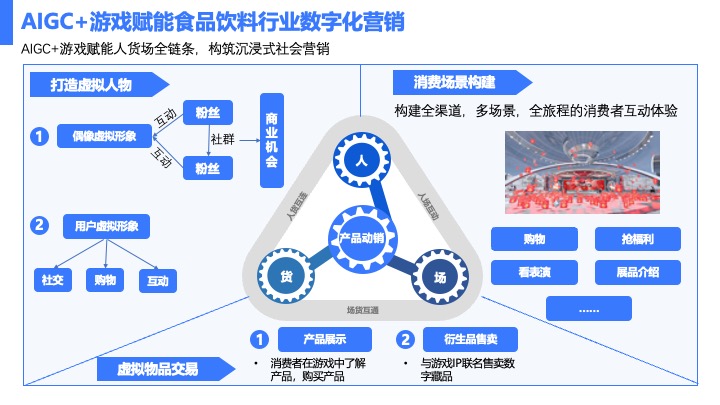 AIGC+游戏赋能食品饮料行业数字化营销
AIGC+游戏赋能人货场全链条，构筑沉浸式社会营销
打造虚拟人物
1
偶像虚拟形象
互动
互动
粉丝
社群
粉丝
商业机会
2
用户虚拟形象
社交
购物
互动
消费场景构建
构建全渠道，多场景，全旅程的消费者互动体验
购物
抢福利
看表演
展品介绍
......
人
人货互连
人场互动
产品动销
货
场
场货互通
虚拟物品交易
1
产品展示
• 消费者在游戏中了解
产品，购买产品
2
衍生品售卖
• 与游戏IP联名售卖数
字藏品